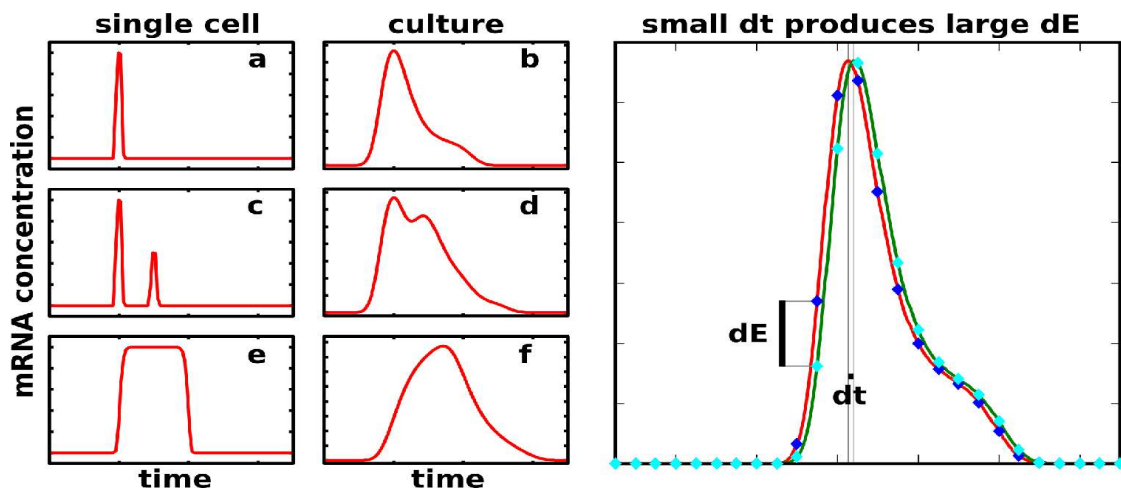 single cell
culture
small dt produces large dE
mRNA concentration
a
b
c
d
e
f
time
time
dE
dt